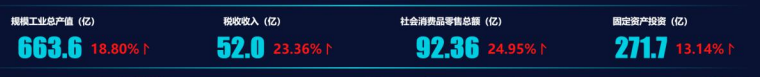 规模工业总产值（亿） 税收收入（亿） 社会消费品零售总额（亿） 固定资产投资（亿）
663.6 18.80%↑ 52.0 23.36%↑ 92.36 24.95%↑ 271.7 13.14%↑